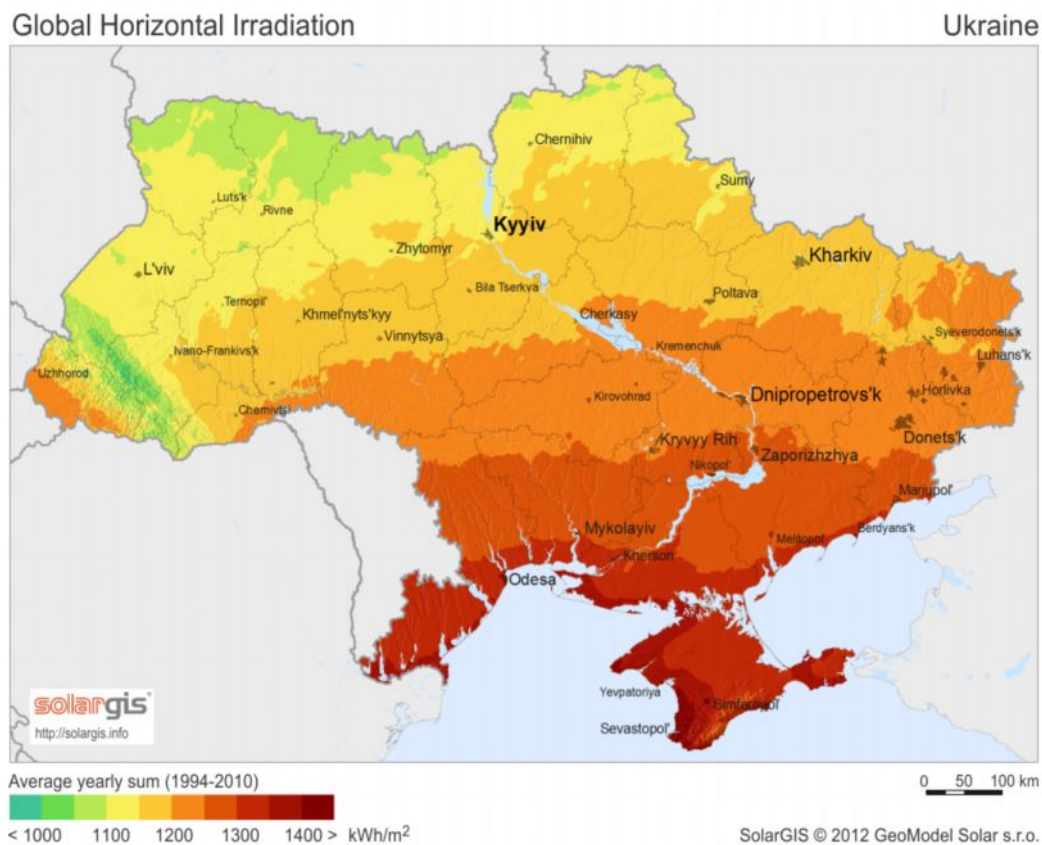 Global Horizontal Irradiation
Ukraine
Chernihiv
Sumy
Luts'k
Rivne
Kyyiv
Zhytomyr
Kharkiv
L'viv
Bila Tserkva
Poltava
Ternopil'
Khmel'nyts'kyy
Cherkasy
Vinnytsya
Syeverodonets'k
Ivano-Frankivs'k
Kremenchuk
Luhans'k
Uzhhorod
Kirovohrad
Dnipropetrovs'k
Horlivka
Chernivtsi
Donets'k
Kryvyy Rih
Zaporizhzhya
Nikopol'
Mariupol'
Mykolayiv
Berdyans'k
Melitopol'
Kherson
Odesa
Yevpatoriya
Simferopol'
Sevastopol'
solargis
http://solargis.info
Average yearly sum (1994-2010)
0 50 100 km
< 1000 1100 1200 1300 1400 > kWh/m²
SolarGIS © 2012 GeoModel Solar s.r.o.